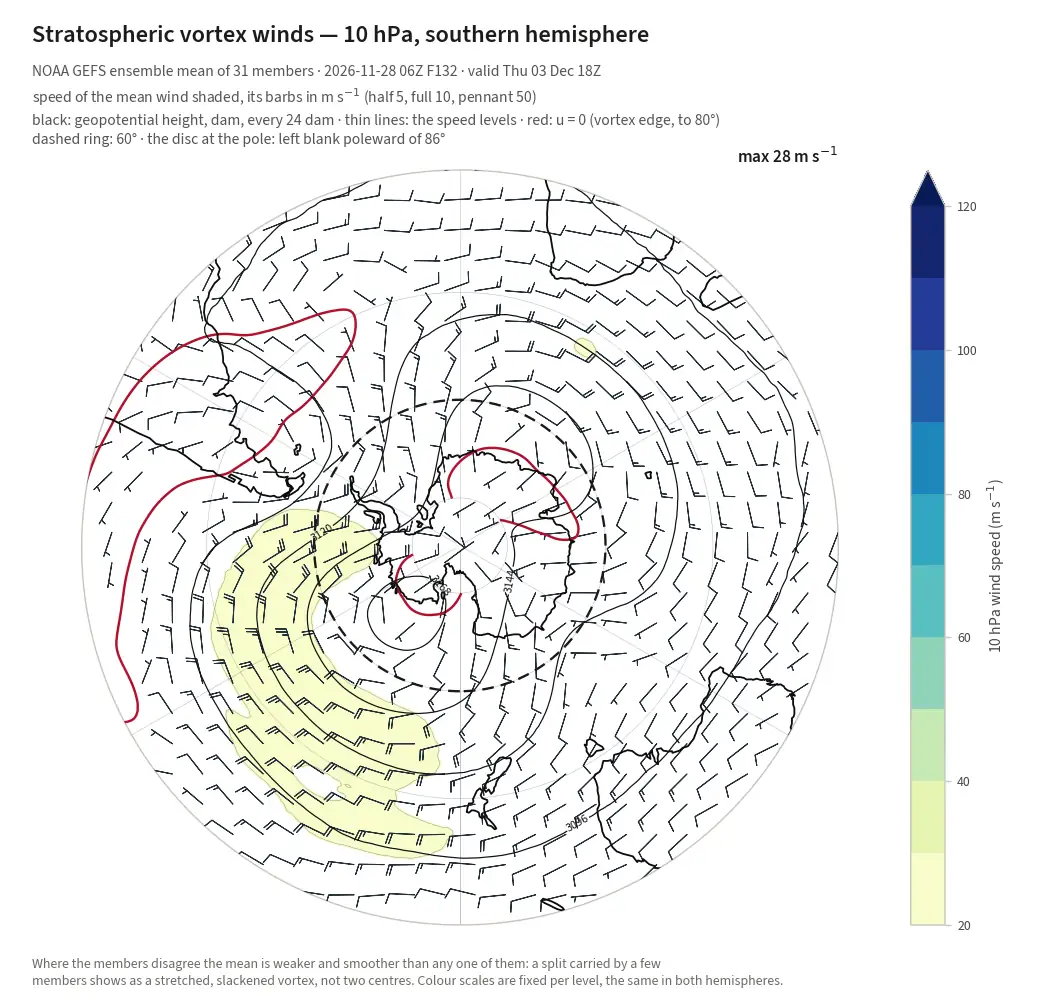 Stratospheric vortex winds — 10 hPa, southern hemisphere
NOAA GEFS ensemble mean of 31 members · 2026-11-28 06Z F132 · valid Thu 03 Dec 18Z
speed of the mean wind shaded, its barbs in m s⁻¹ (half 5, full 10, pennant 50)
black: geopotential height, dam, every 24 dam · thin lines: the speed levels · red: u = 0 (vortex edge, to 80°)
dashed ring: 60° · the disc at the pole: left blank poleward of 86°
max 28 m s⁻¹
120
100
80
60
40
20
10 hPa wind speed (m s⁻¹)
3120
3144
3096
Where the members disagree the mean is weaker and smoother than any one of them: a split carried by a few
members shows as a stretched, slackened vortex, not two centres. Colour scales are fixed per level, the same in both hemispheres.